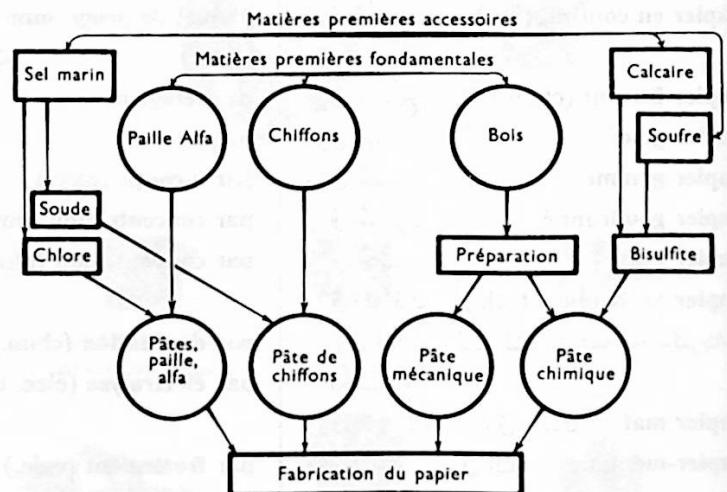 Matières premières accessoires
Sel marin
Matières premières fondamentales
Calcaire
Paille Alfa
Chiffons
Bois
Soufre
Soude
Chlore
Préparation
Bisulfite
Pâtes,
paille,
alfa
Pâte de
chiffons
Pâte
mécanique
Pâte
chimique
Fabrication du papier